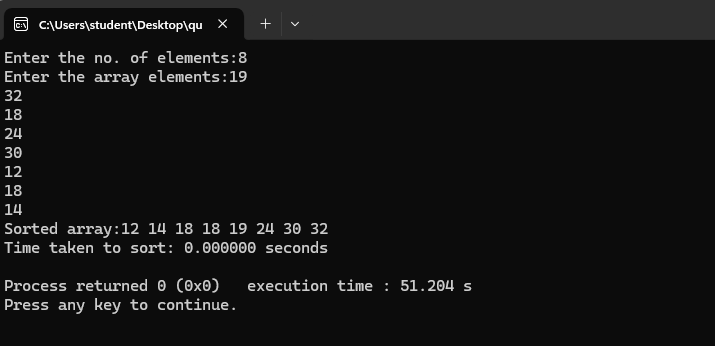 C:\Users\student\Desktop\qu
Enter the no. of elements:8
Enter the array elements:19
32
18
24
30
12
18
14
Sorted array:12 14 18 18 19 24 30 32
Time taken to sort: 0.000000 seconds
Process returned 0 (0x0)   execution time : 51.204 s
Press any key to continue.